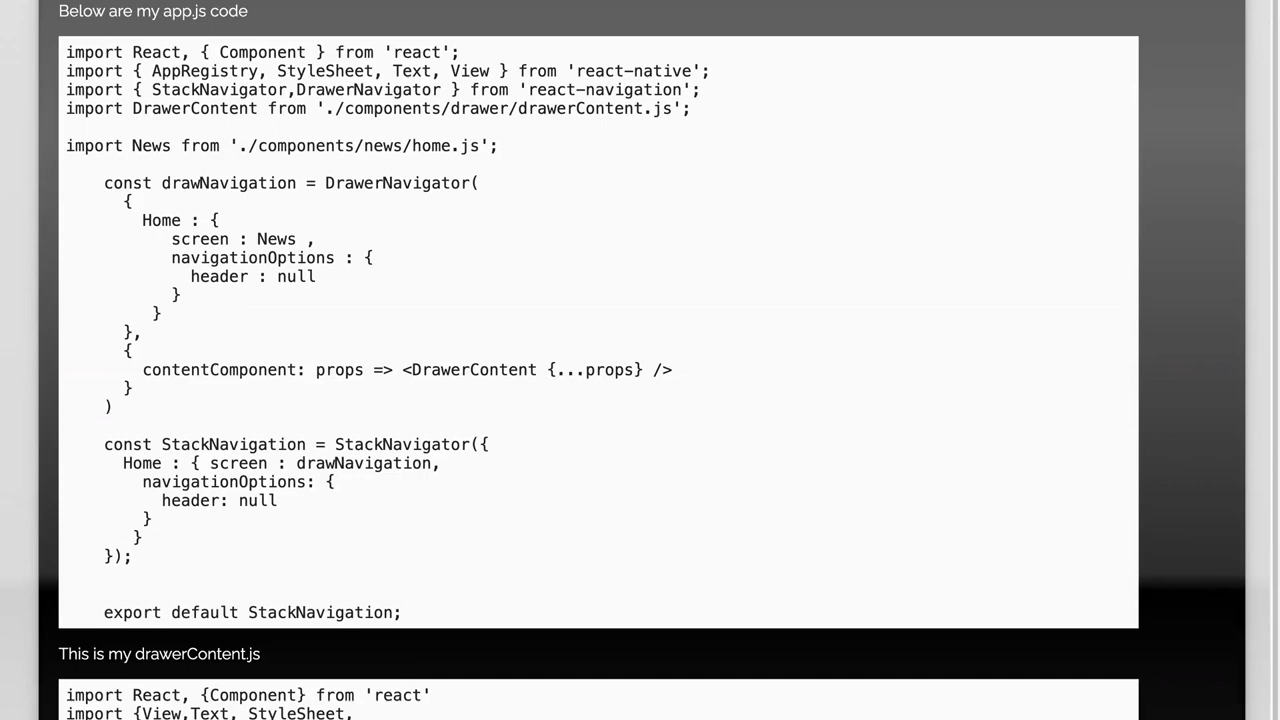 Below are my app.js code
import React, { Component } from 'react';
import { AppRegistry, StyleSheet, Text, View } from 'react-native';
import { StackNavigator,DrawerNavigator } from 'react-navigation';
import DrawerContent from './components/drawer/drawerContent.js';
import News from './components/news/home.js';
const drawNavigation = DrawerNavigator(
{
Home : {
screen : News ,
navigationOptions : {
header : null
}
}
},
{
contentComponent: props => <DrawerContent {...props} />
}
)
const StackNavigation = StackNavigator({
Home : { screen : drawNavigation,
navigationOptions: {
header: null
}
}
});
export default StackNavigation;
This is my drawerContent.js
import React, {Component} from 'react'
import {View,Text, StyleSheet,